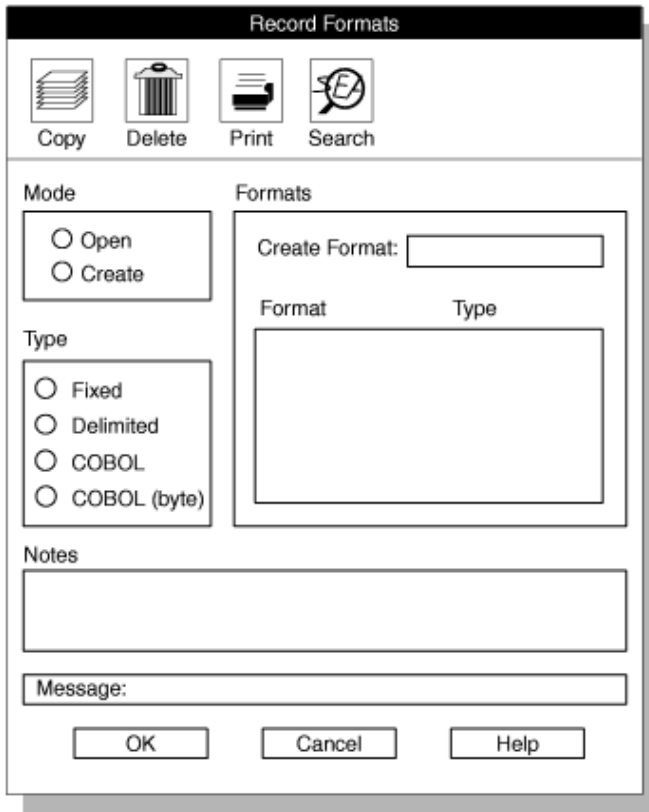 Record Formats
Copy Delete Print Search
Mode
Open
Create
Type
Fixed
Delimited
COBOL
COBOL (byte)
Formats
Create Format:
Format Type
Notes
Message:
OK Cancel Help